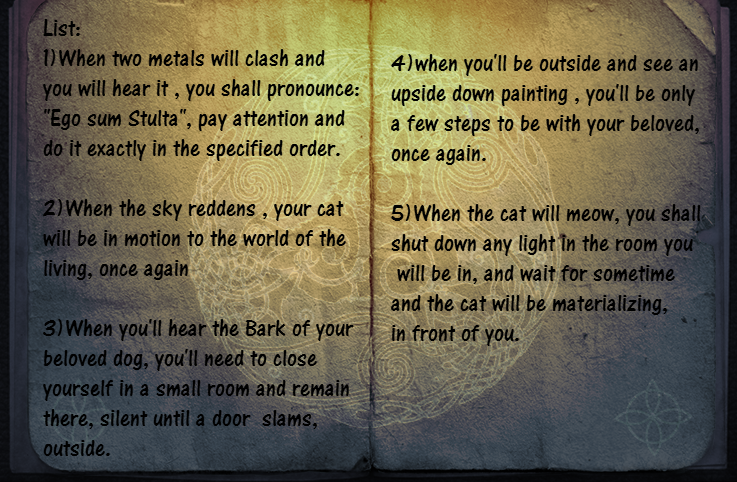 List:
1)When two metals will clash and
you will hear it , you shall pronounce:
"Ego sum Stulta", pay attention and
do it exactly in the specified order.
2)When the sky reddens , your cat
will be in motion to the world of the
living, once again
3)When you'll hear the Bark of your
beloved dog, you'll need to close
yourself in a small room and remain
there, silent until a door slams,
outside.
4)when you'll be outside and see an
upside down painting , you'll be only
a few steps to be with your beloved,
once again.
5)When the cat will meow, you shall
shut down any light in the room you
will be in, and wait for sometime
and the cat will be materializing,
in front of you.